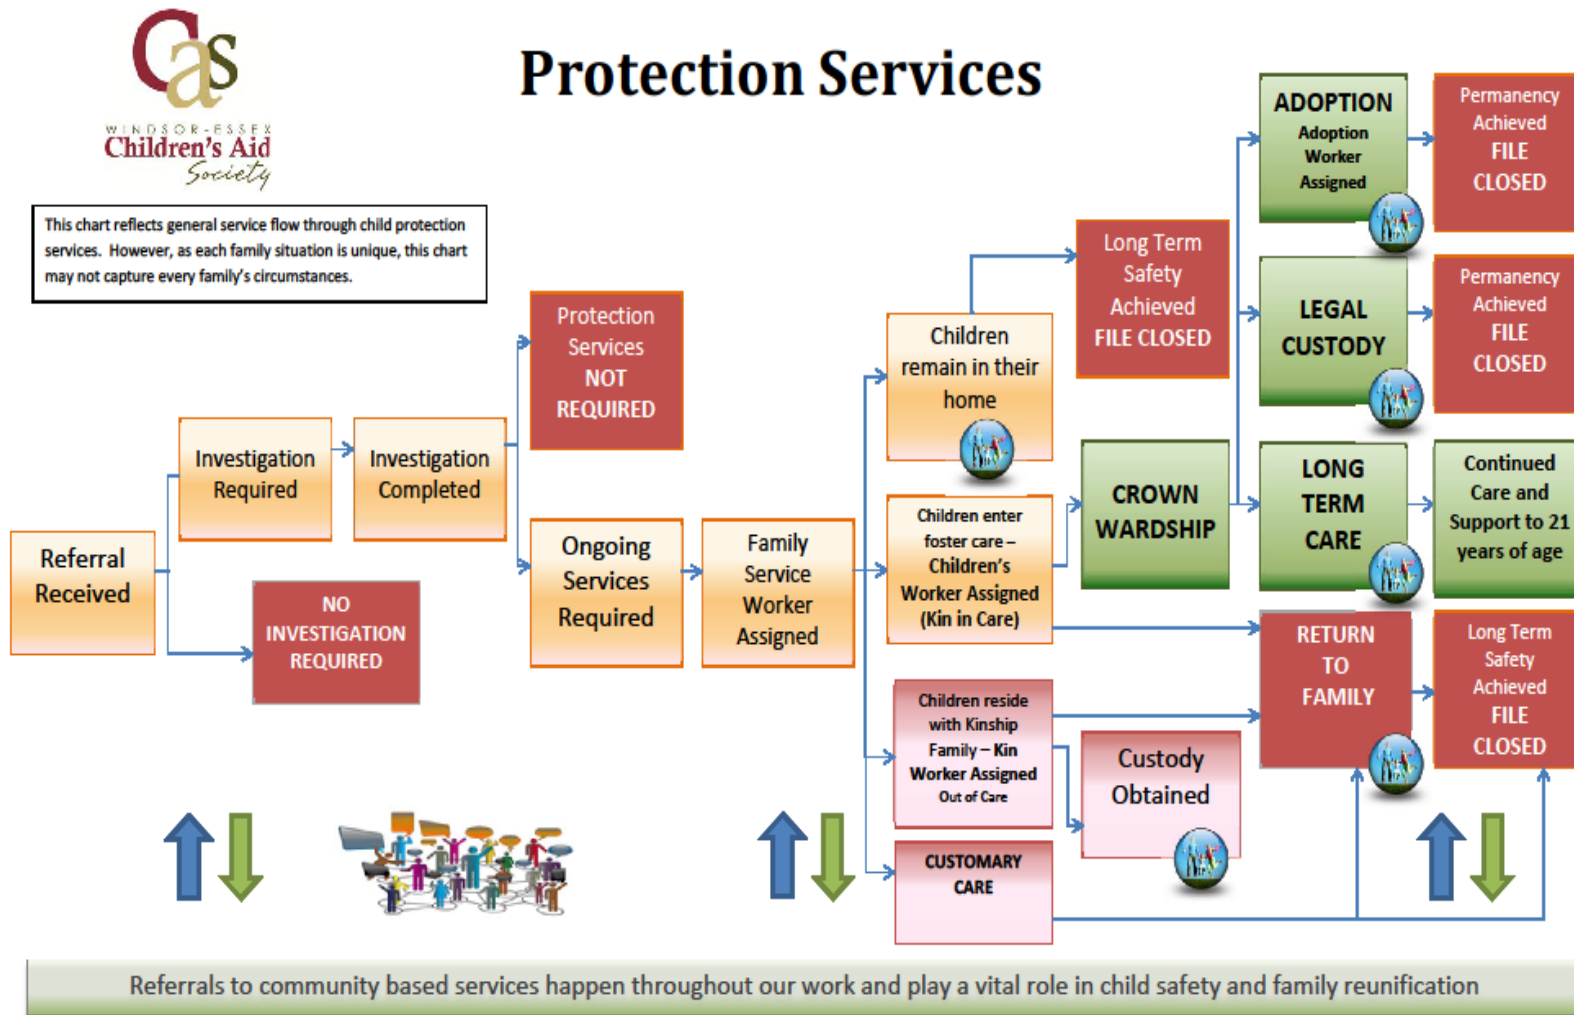 Cas
WINDSOR-ESSEX
Children's Aid
Society
Protection Services
This chart reflects general service flow through child protection
services. However, as each family situation is unique, this chart
may not capture every family's circumstances.
Referral
Received
Investigation
Required
NO
INVESTIGATION
REQUIRED
Investigation
Completed
Protection
Services
NOT
REQUIRED
Ongoing
Services
Required
Family
Service
Worker
Assigned
Children
remain in their
home
Long Term
Safety
Achieved
FILE CLOSED
Children enter
foster care –
Children's
Worker Assigned
(Kin in Care)
CROWN
WARDSHIP
ADOPTION
Adoption
Worker
Assigned
Permanency
Achieved
FILE
CLOSED
LEGAL
CUSTODY
Permanency
Achieved
FILE
CLOSED
LONG
TERM
CARE
Continued
Care and
Support to 21
years of age
Children reside
with Kinship
Family – Kin
Worker Assigned
Out of Care
Custody
Obtained
RETURN
TO
FAMILY
Long Term
Safety
Achieved
FILE
CLOSED
CUSTOMARY
CARE
Referrals to community based services happen throughout our work and play a vital role in child safety and family reunification